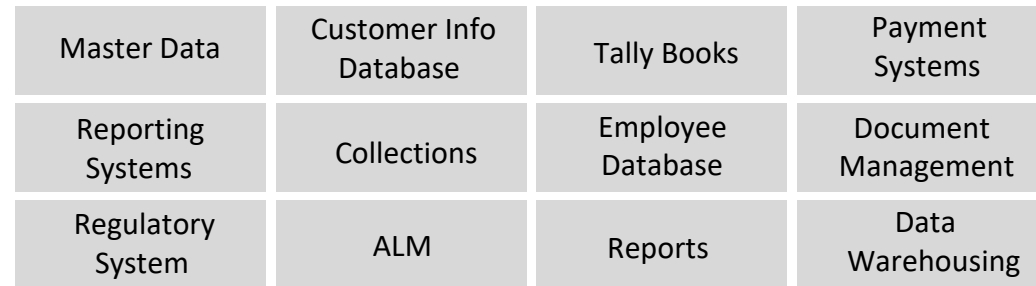 Master Data
Customer Info
Database
Tally Books
Payment
Systems
Reporting
Systems
Collections
Employee
Database
Document
Management
Regulatory
System
ALM
Reports
Data
Warehousing